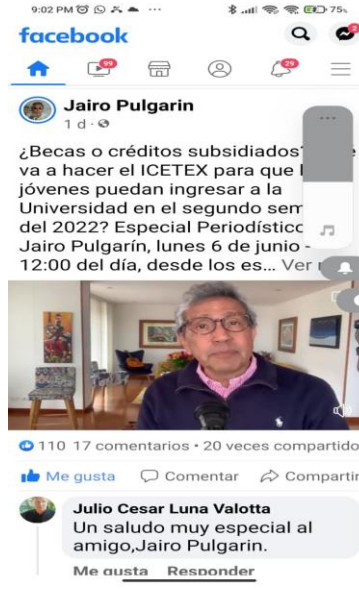 9:02 PM
75
facebook
2
99
29
Jairo Pulgarin
1 d
¿Becas o créditos subsidiados?
va a hacer el ICETEX para que
jóvenes puedan ingresar a la
Universidad en el segundo sem
del 2022? Especial Periodístico
Jairo Pulgarín, lunes 6 de junio -
12:00 del día, desde los es... Ver
110 17 comentarios • 20 veces compartido
Me gusta Comentar Compartir
Julio Cesar Luna Valotta
Un saludo muy especial al
amigo,Jairo Pulgarin.
Me gusta Responder